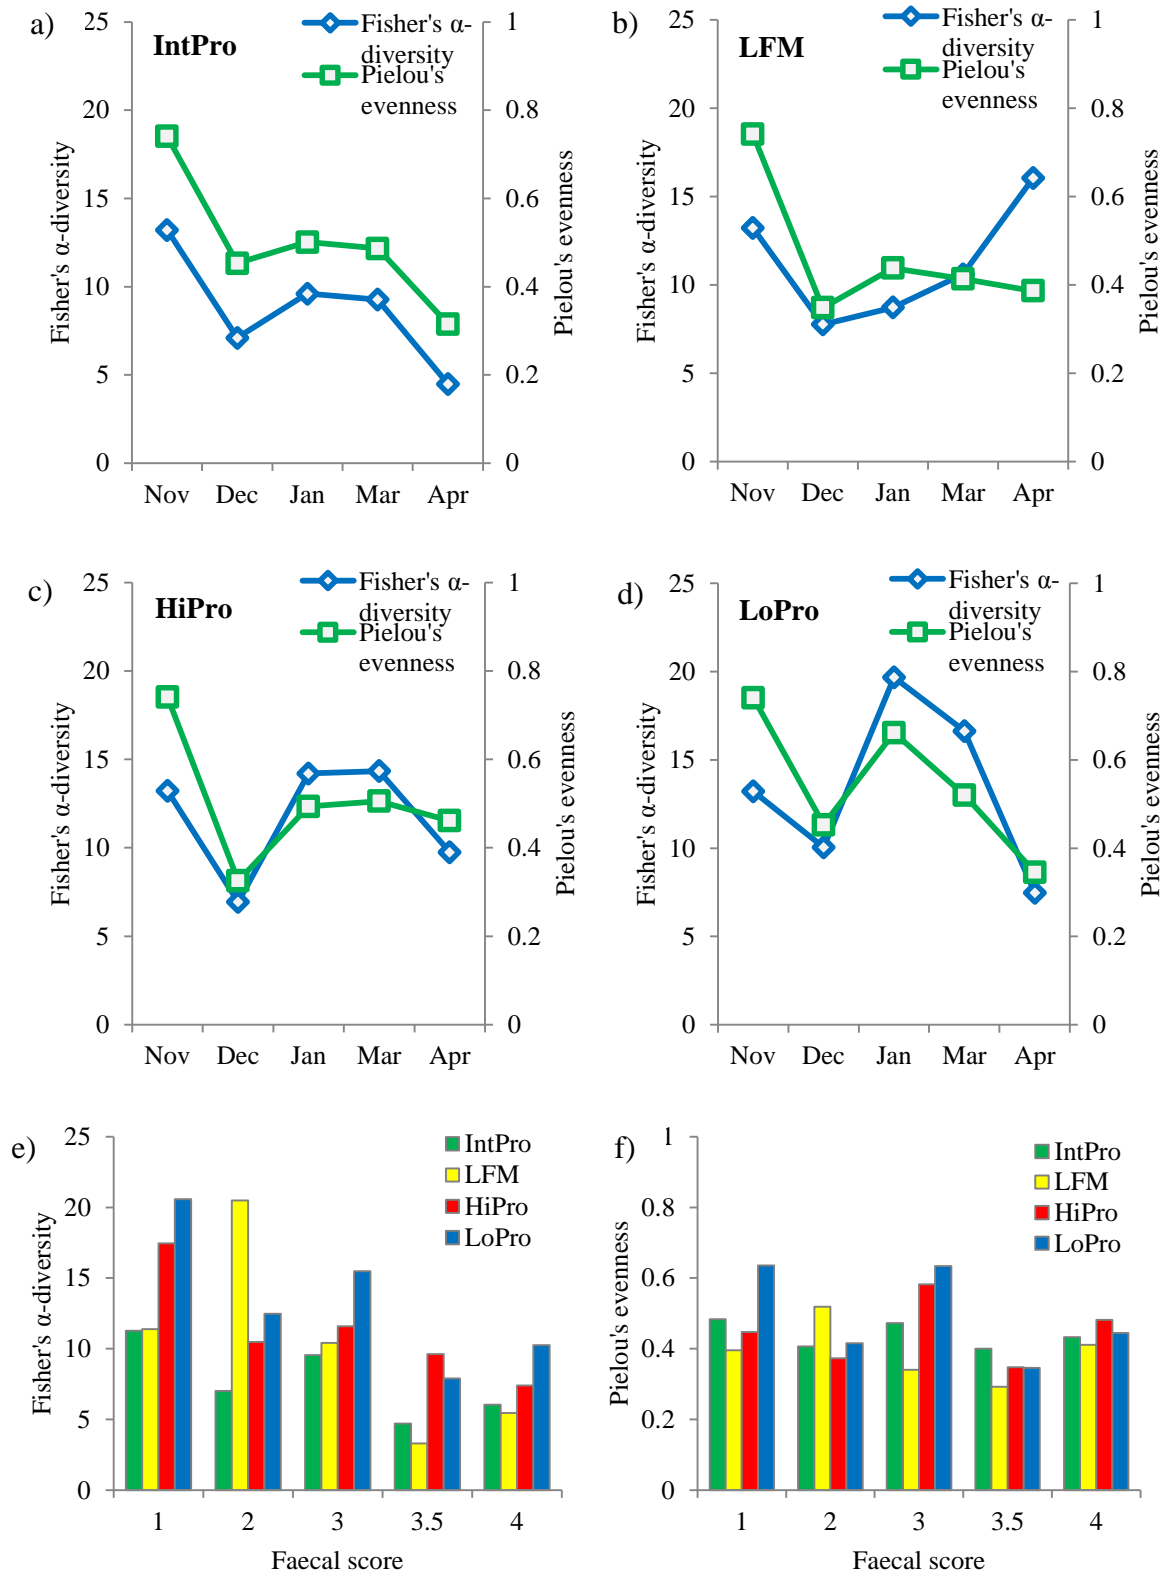 a)
IntPro
Fisher's α-
diversity
Pielou's
evenness
25
20
15
10
5
0
Fisher's α-diversity
1
0.8
0.6
0.4
0.2
0
Pielou's evenness
Nov Dec Jan Mar Apr
b)
LFM
Fisher's α-
diversity
Pielou's
evenness
25
20
15
10
5
0
Fisher's α-diversity
1
0.8
0.6
0.4
0.2
0
Pielou's evenness
Nov Dec Jan Mar Apr
c)
HiPro
Fisher's α-
diversity
Pielou's
evenness
25
20
15
10
5
0
Fisher's α-diversity
1
0.8
0.6
0.4
0.2
0
Pielou's evenness
Nov Dec Jan Mar Apr
d)
LoPro
Fisher's α-
diversity
Pielou's
evenness
25
20
15
10
5
0
Fisher's α-diversity
1
0.8
0.6
0.4
0.2
0
Pielou's evenness
Nov Dec Jan Mar Apr
e)
25
20
15
10
5
0
Fisher's α-diversity
IntPro
LFM
HiPro
LoPro
1 2 3 3.5 4
Faecal score
f)
1
0.8
0.6
0.4
0.2
0
Pielou's evenness
IntPro
LFM
HiPro
LoPro
1 2 3 3.5 4
Faecal score